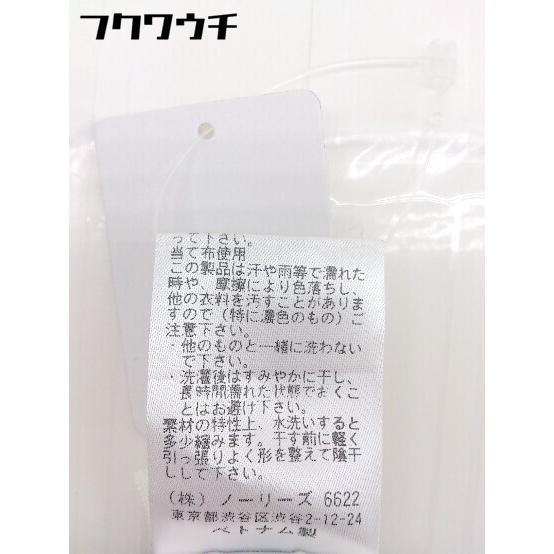 フクワウチ
って下さい。
当て布使用
この製品は汗や雨等で濡れた
時や、摩擦により色落ちし、
他の衣料を汚すことがありま
すので（特に濃色のもの）ご
注意下さい。
・他のものと一緒に洗わない
で下さい。
・洗濯後はすみやかに干し、
長時間濡れた状態でおくこ
とはお避け下さい。
素材の特性上、水洗いすると
多少縮みます。干す前に軽く
引っ張りよく形を整えて陰干
しして下さい。
（株）ノーリーズ 6622
東京都渋谷区渋谷2-12-24
ベトナム製